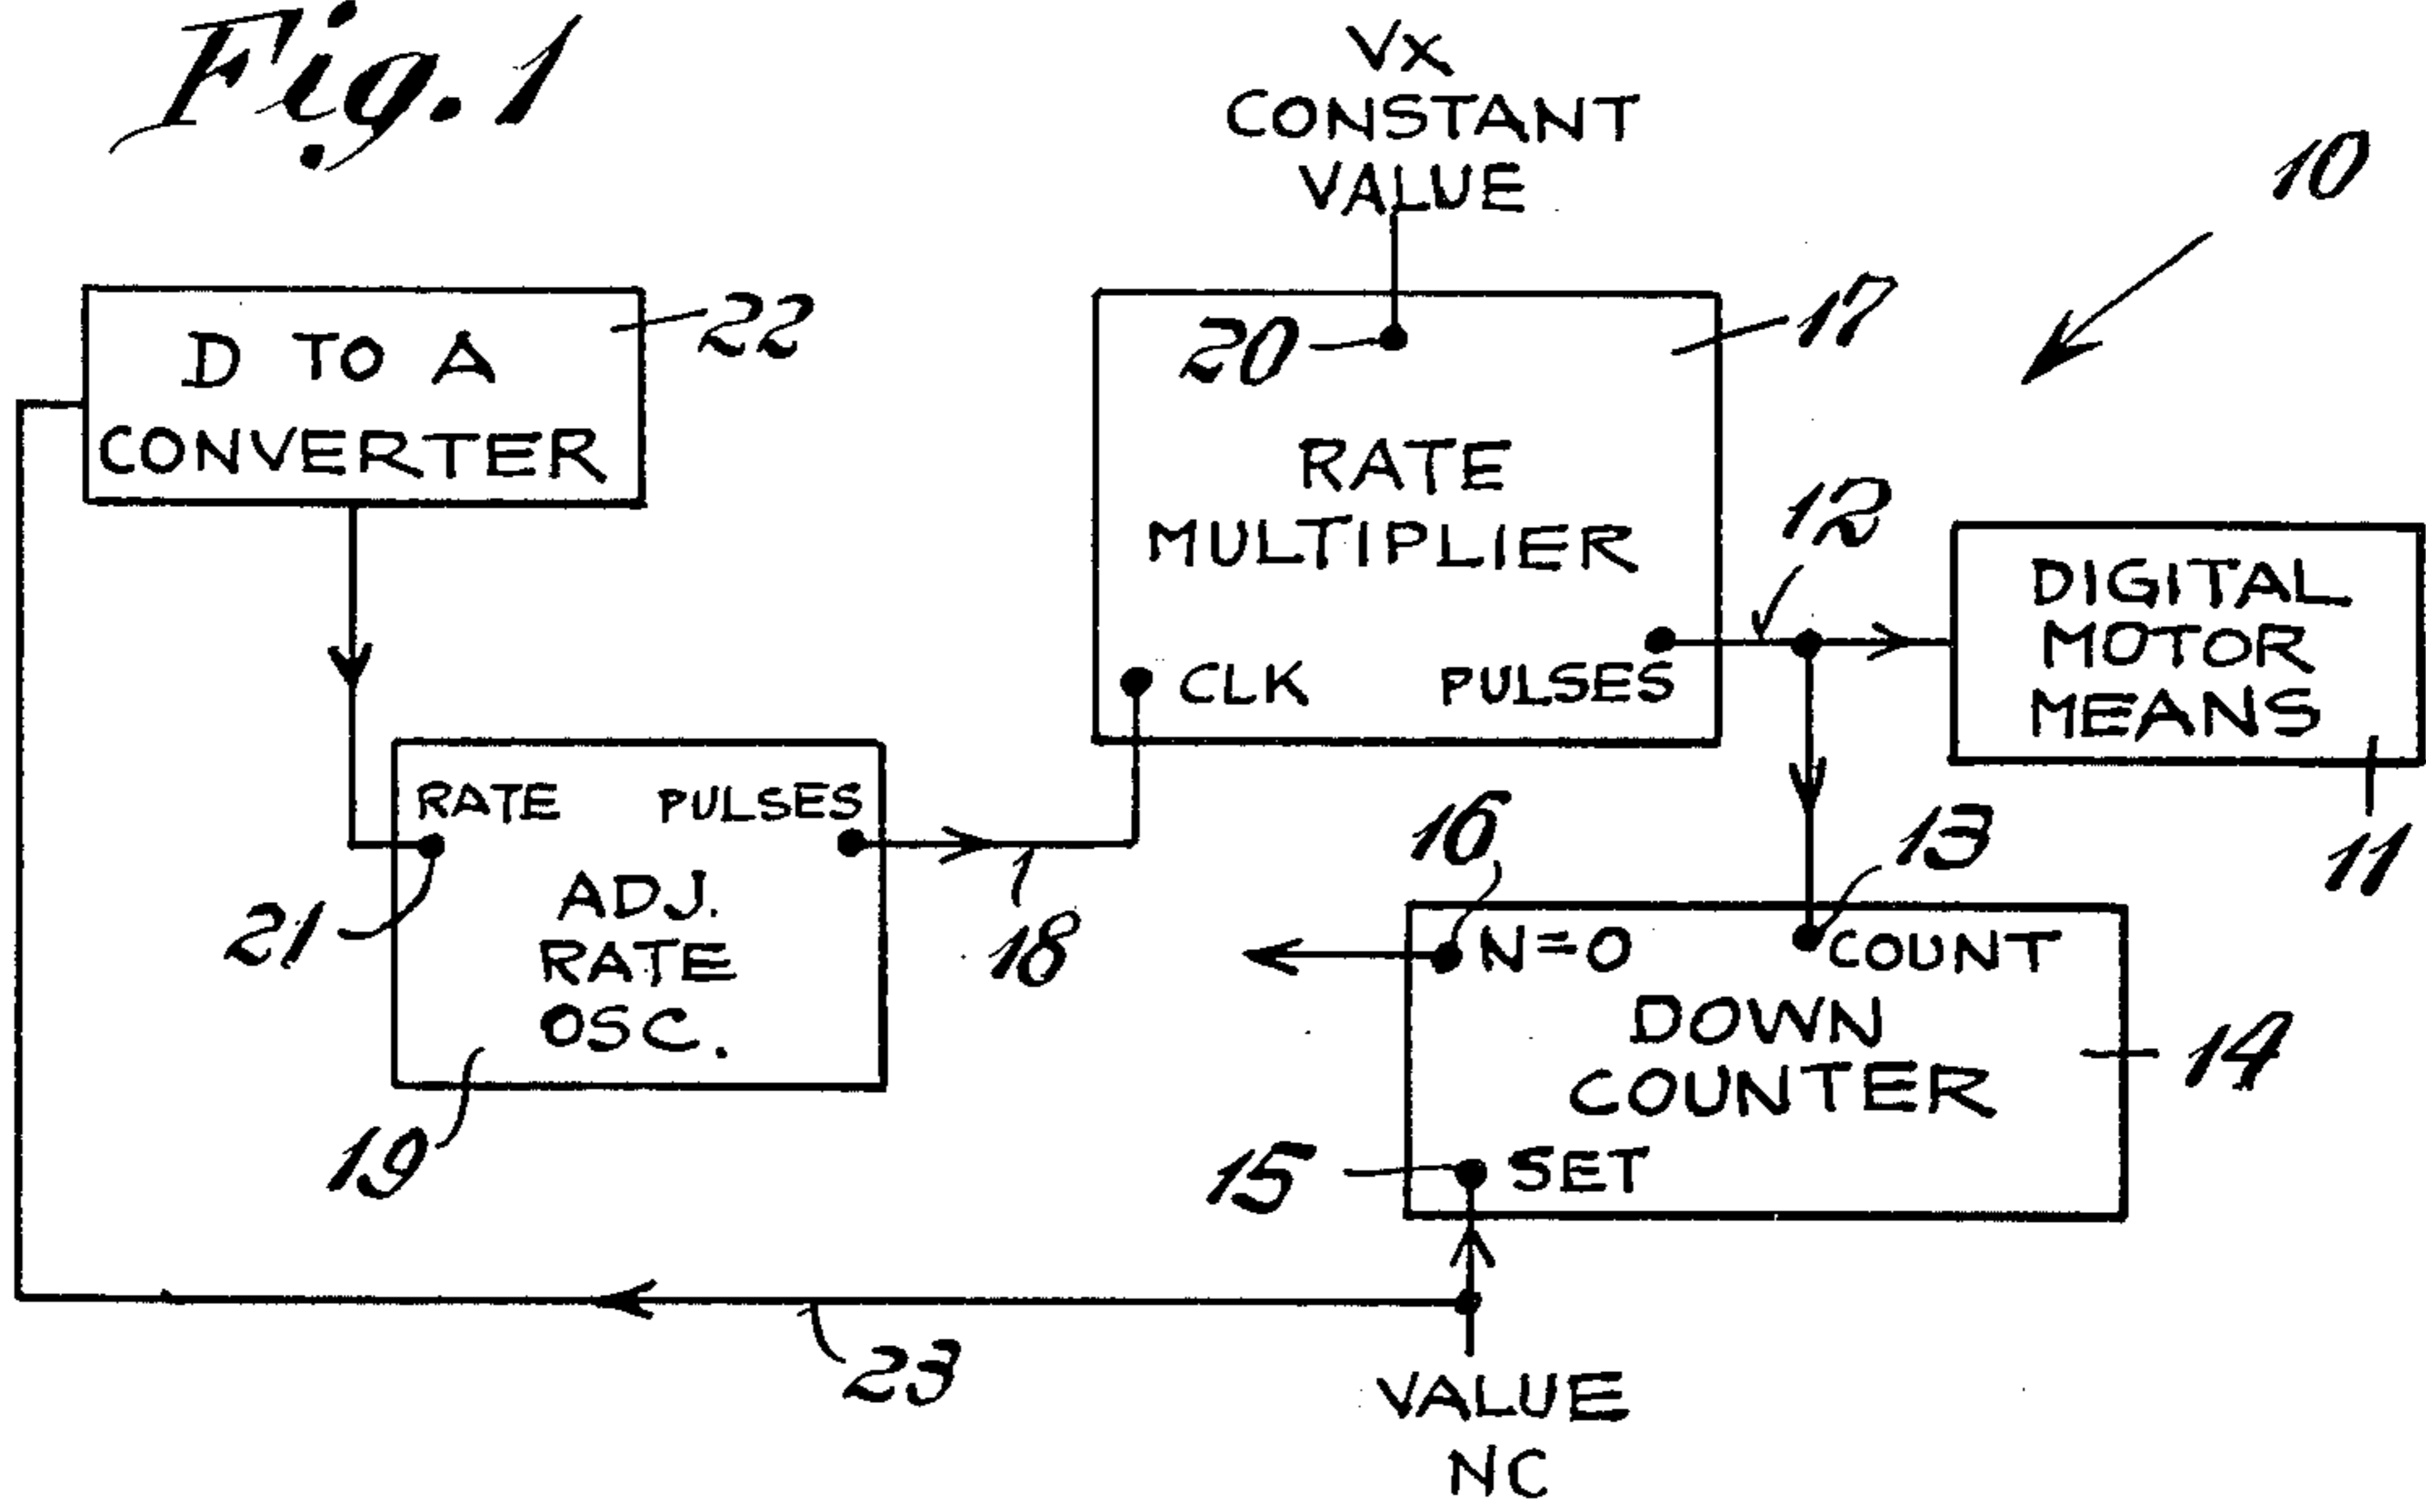 Fig. 1
Vx
CONSTANT
VALUE
10
D TO A
CONVERTER
22
20
17
RATE
MULTIPLIER
12
CLK PULSES
DIGITAL
MOTOR
MEANS
11
RATE PULSES
ADJ.
RATE
OSC.
21
18
19
16
13
N=0 COUNT
DOWN
COUNTER
14
15
SET
23
VALUE
NC